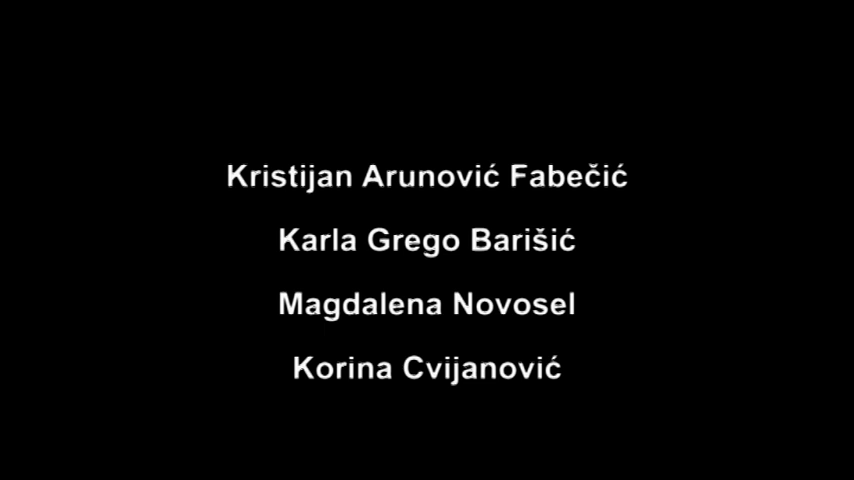 Kristijan Arunović Fabečić
Karla Grego Barišić
Magdalena Novosel
Korina Cvijanović